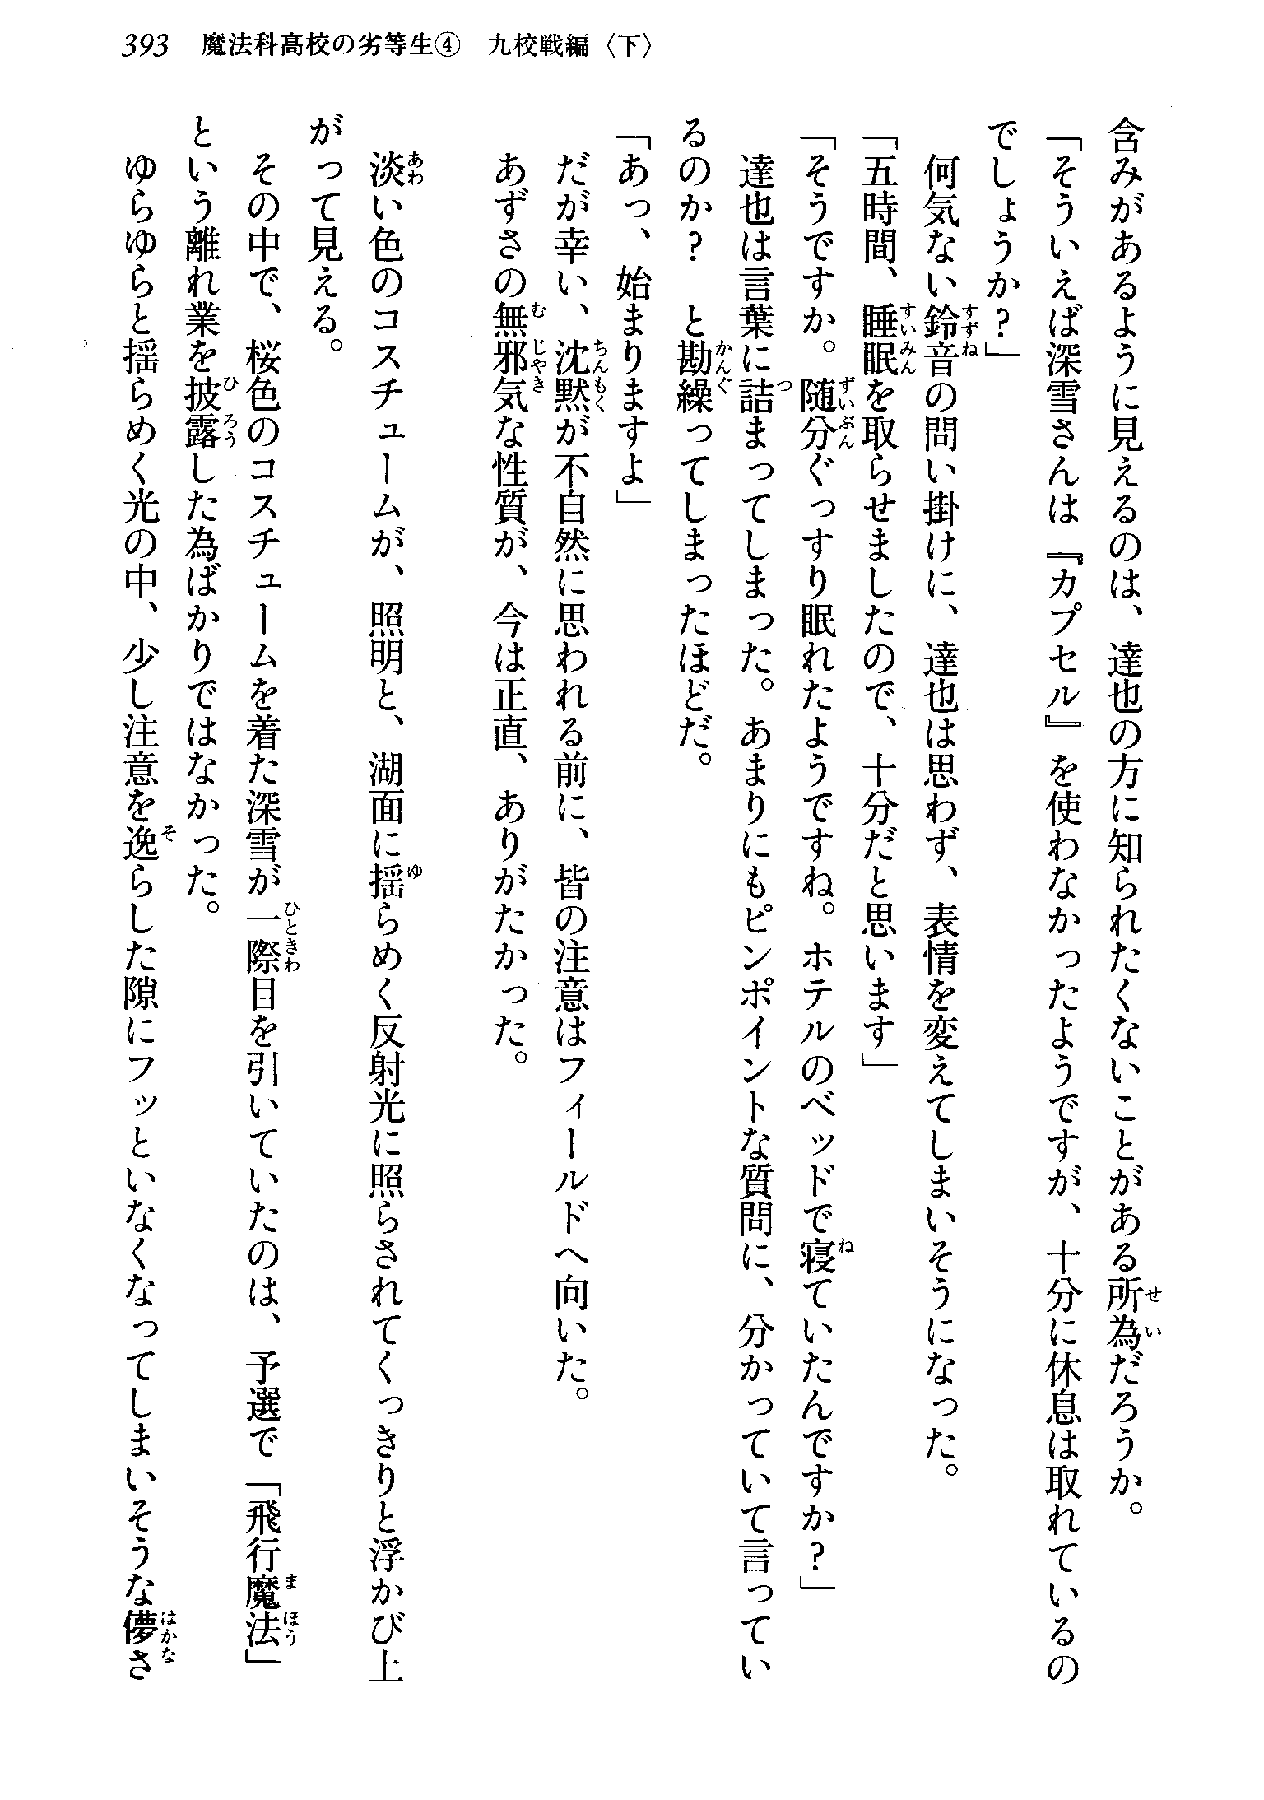 393　魔法科高校の劣等生④　九校戦編〈下〉
含みがあるように見えるのは、達也の方に知られたくないことがある所為だろうか。
「そういえば深雪さんは『カプセル』を使わなかったようですが、十分に休息は取れているの
でしょうか？」
何気ない鈴音の問い掛けに、達也は思わず、表情を変えてしまいそうになった。
「五時間、睡眠を取らせましたので、十分だと思います」
「そうですか。随分ぐっすり眠れたようですね。ホテルのベッドで寝ていたんですか？」
達也は言葉に詰まってしまった。あまりにもピンポイントな質問に、分かっていて言ってい
るのか？　と勘繰ってしまったほどだ。
「あっ、始まりますよ」
だが幸い、沈黙が不自然に思われる前に、皆の注意はフィールドへ向いた。
あずさの無邪気な性質が、今は正直、ありがたかった。
淡い色のコスチュームが、照明と、湖面に揺らめく反射光に照らされてくっきりと浮かび上
がって見える。
その中で、桜色のコスチュームを着た深雪が一際目を引いていたのは、予選で「飛行魔法」
という離れ業を披露した為ばかりではなかった。
ゆらゆらと揺らめく光の中、少し注意を逸らした隙にフッといなくなってしまいそうな儚さ